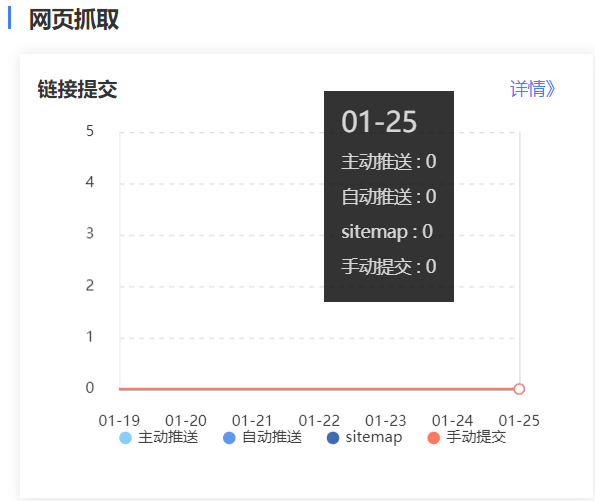 网页抓取
链接提交 详情》
01-25
主动推送 : 0
自动推送 : 0
sitemap : 0
手动提交 : 0
5
4
3
2
1
0
01-19 01-20 01-21 01-22 01-23 01-24 01-25
主动推送 自动推送 sitemap 手动提交